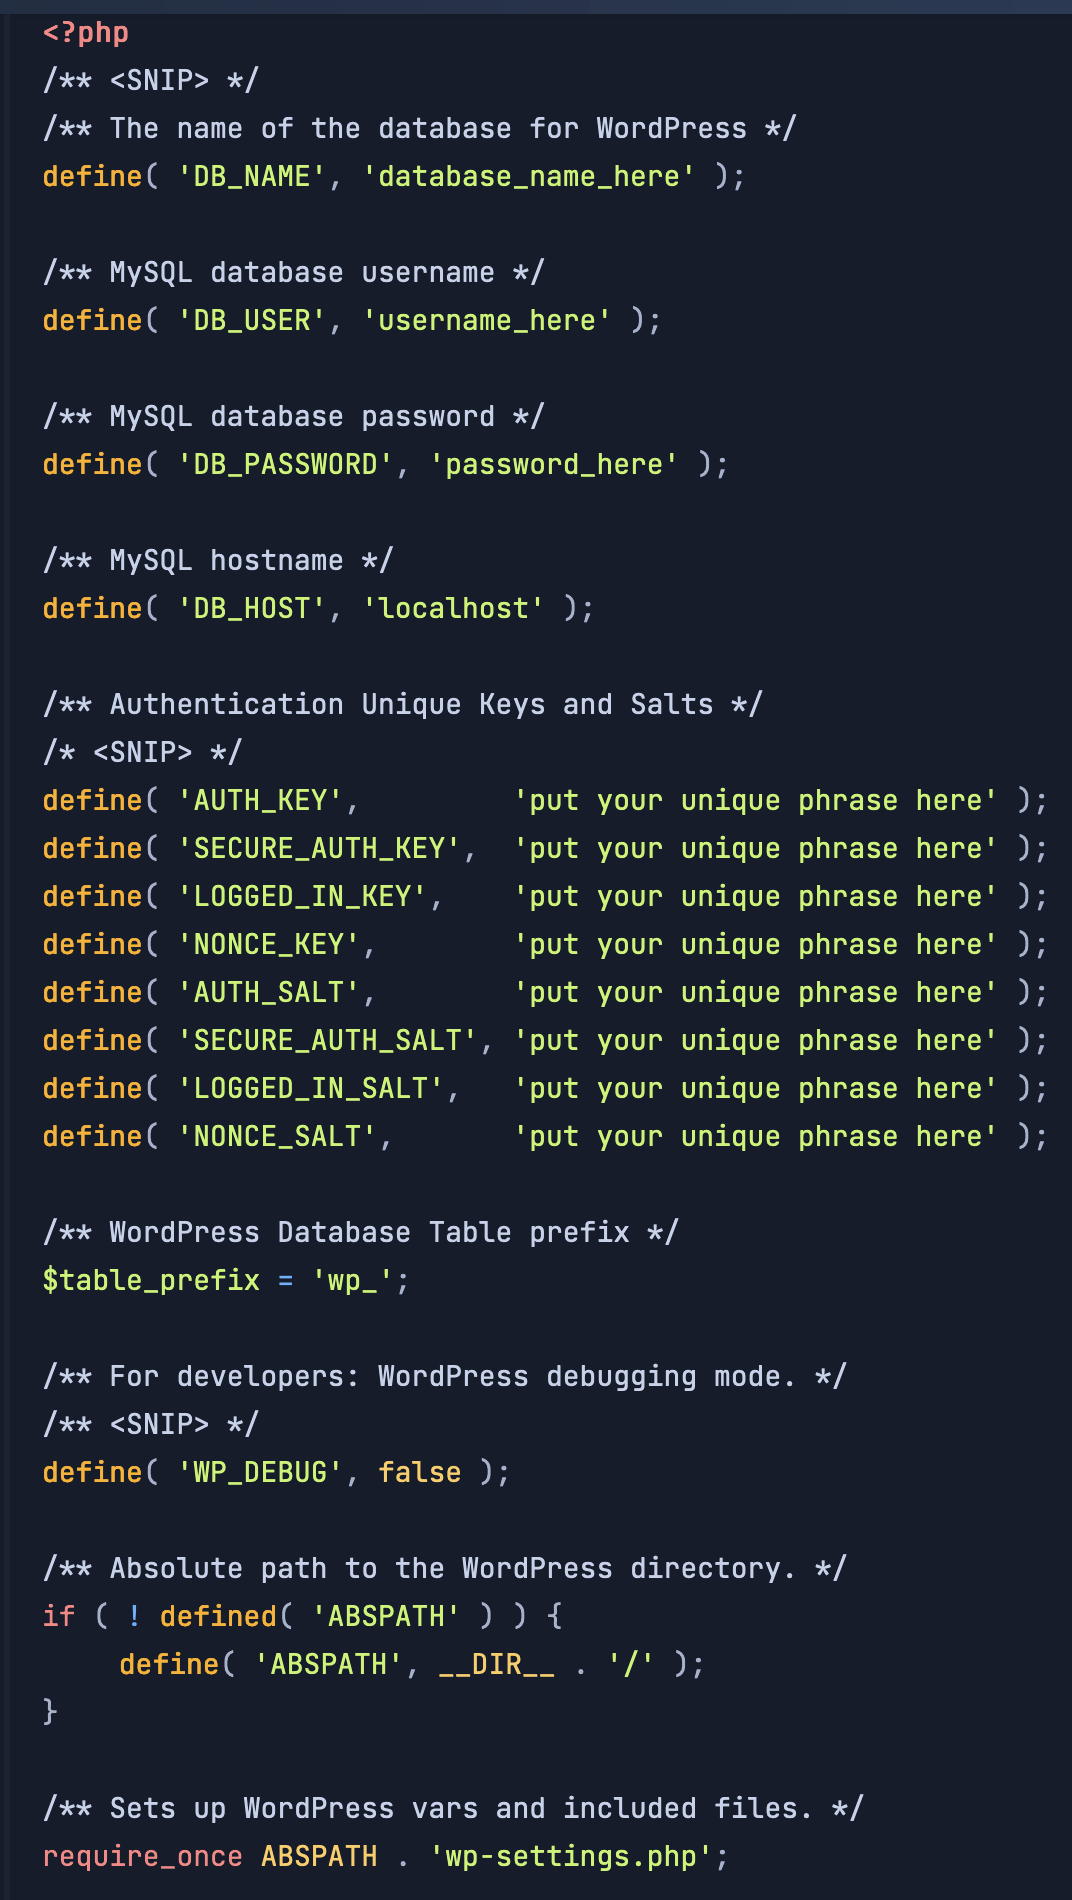 <?php
/** <SNIP> */
/** The name of the database for WordPress */
define( 'DB_NAME', 'database_name_here' );

/** MySQL database username */
define( 'DB_USER', 'username_here' );

/** MySQL database password */
define( 'DB_PASSWORD', 'password_here' );

/** MySQL hostname */
define( 'DB_HOST', 'localhost' );

/** Authentication Unique Keys and Salts */
/* <SNIP> */
define( 'AUTH_KEY',         'put your unique phrase here' );
define( 'SECURE_AUTH_KEY',  'put your unique phrase here' );
define( 'LOGGED_IN_KEY',    'put your unique phrase here' );
define( 'NONCE_KEY',        'put your unique phrase here' );
define( 'AUTH_SALT',        'put your unique phrase here' );
define( 'SECURE_AUTH_SALT', 'put your unique phrase here' );
define( 'LOGGED_IN_SALT',   'put your unique phrase here' );
define( 'NONCE_SALT',       'put your unique phrase here' );

/** WordPress Database Table prefix */
$table_prefix = 'wp_';

/** For developers: WordPress debugging mode. */
/** <SNIP> */
define( 'WP_DEBUG', false );

/** Absolute path to the WordPress directory. */
if ( ! defined( 'ABSPATH' ) ) {
    define( 'ABSPATH', __DIR__ . '/' );
}

/** Sets up WordPress vars and included files. */
require_once ABSPATH . 'wp-settings.php';